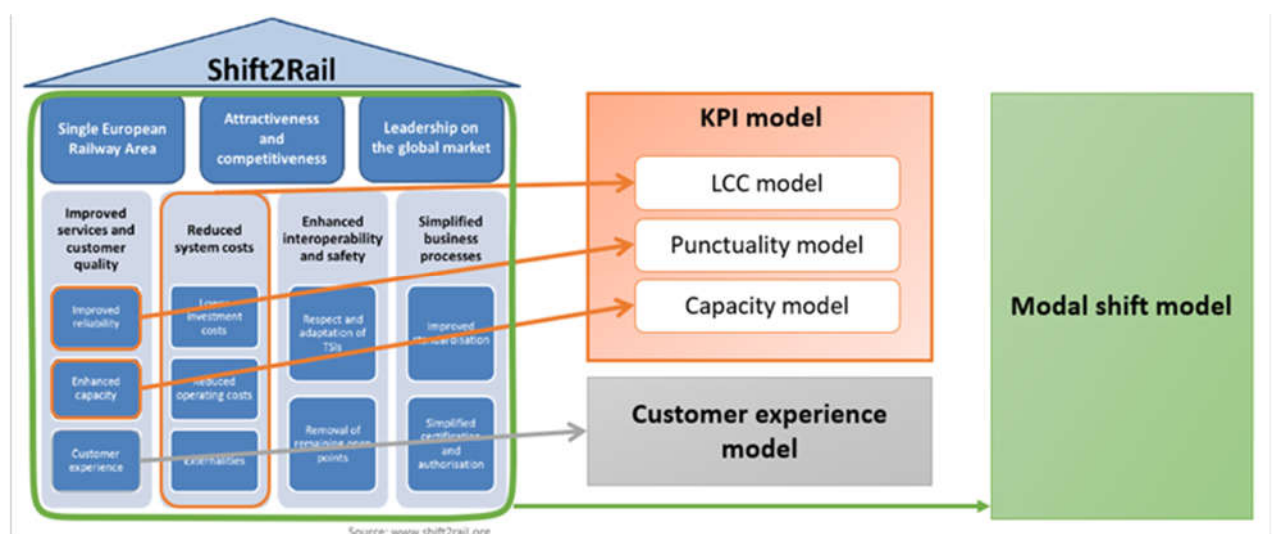 Shift2Rail
Single European
Railway Area
Attractiveness
and
competitiveness
Leadership on
the global market
Improved
services and
customer
quality
Reduced
system costs
Enhanced
interoperability
and safety
Simplified
business
processes
Improved
reliability
Enhanced
capacity
Customer
experience
Lower
investment
costs
Reduced
operating costs
externalities
Respect and
adaptation of
TSIs
Removal of
remaining open
points
Improved
standardisation
Simplified
certification
and
authorisation
Source: www.shift2rail.org
KPI model
LCC model
Punctuality model
Capacity model
Customer experience
model
Modal shift model